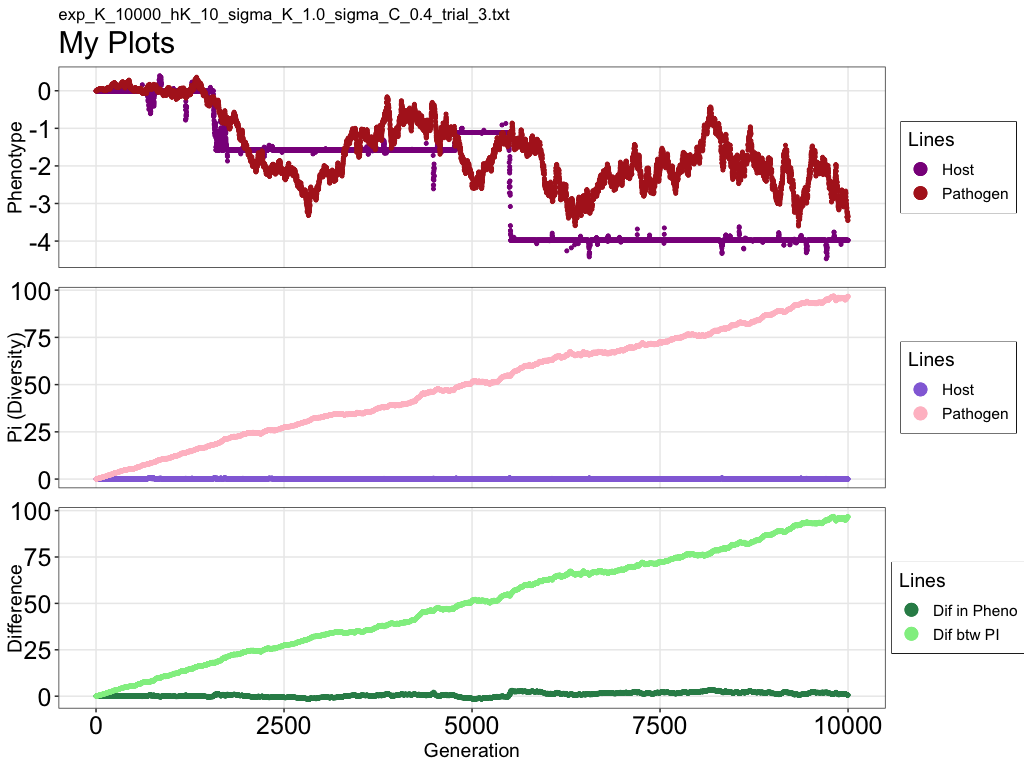 exp_K_10000_hK_10_sigma_K_1.0_sigma_C_0.4_trial_3.txt
My Plots
Phenotype
0
-1
-2
-3
-4
Lines
Host
Pathogen
Pi (Diversity)
100
75
50
25
0
Lines
Host
Pathogen
Difference
100
75
50
25
0
Lines
Dif in Pheno
Dif btw PI
0
2500
5000
7500
10000
Generation